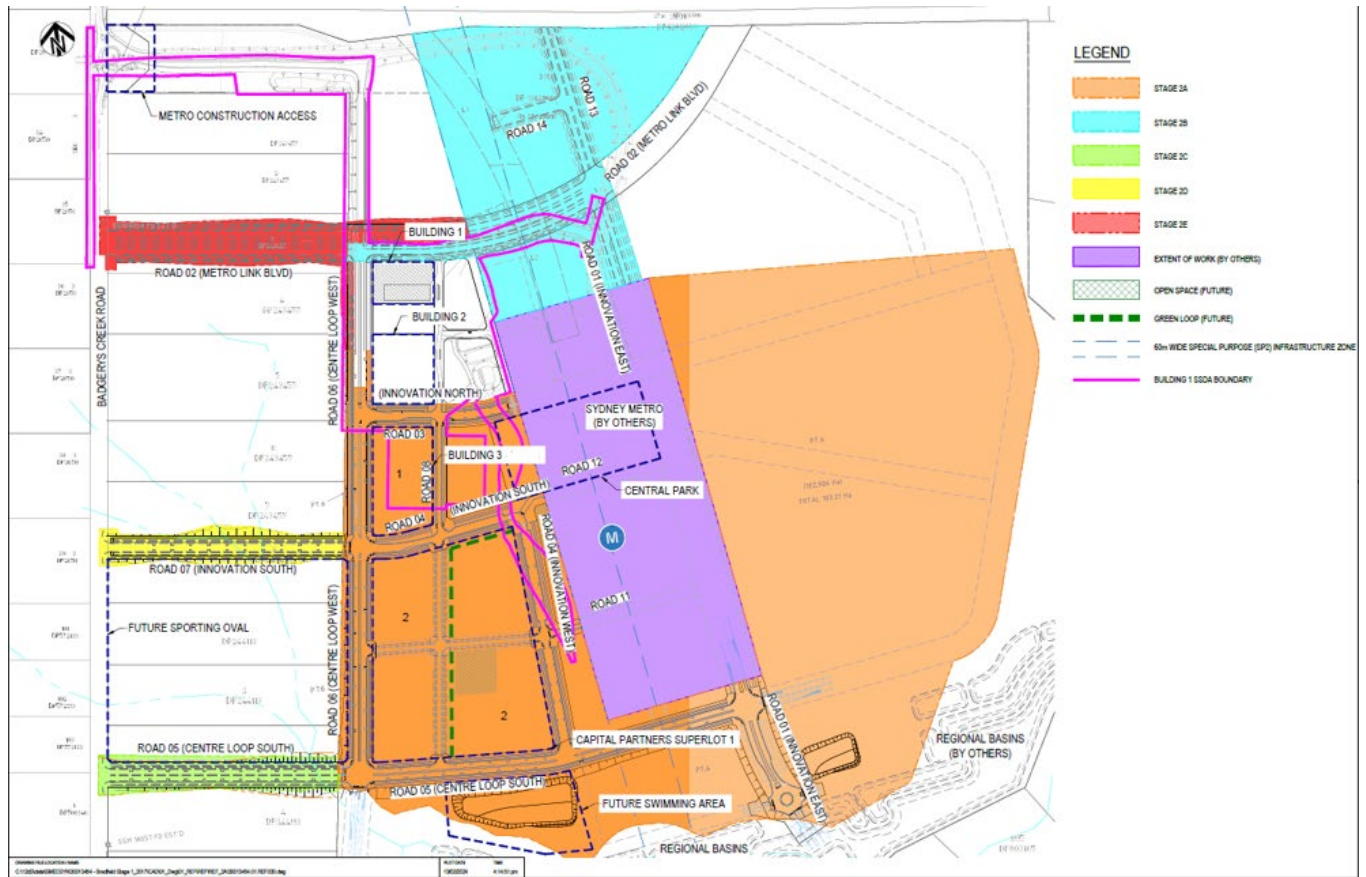 LEGEND
STAGE 2A
STAGE 2B
STAGE 2C
STAGE 2D
STAGE 2E
EXTENT OF WORK (BY OTHERS)
OPEN SPACE (FUTURE)
GREEN LOOP (FUTURE)
60m WIDE SPECIAL PURPOSE (SP2) INFRASTRUCTURE ZONE
BUILDING 1 SSDA BOUNDARY
N
METRO CONSTRUCTION ACCESS
ROAD 13
ROAD 14
ROAD 02 (METRO LINK BLVD)
BUILDING 1
ROAD 02 (METRO LINK BLVD)
BADGERYS CREEK ROAD
ROAD 06 (CENTRE LOOP WEST)
BUILDING 2
ROAD 01 (INNOVATION EAST)
(INNOVATION NORTH)
ROAD 03
SYDNEY METRO
(BY OTHERS)
1
ROAD 08
BUILDING 3
ROAD 12
CENTRAL PARK
(INNOVATION SOUTH)
ROAD 04
ROAD 04 (INNOVATION WEST)
M
ROAD 07 (INNOVATION SOUTH)
ROAD 11
FUTURE SPORTING OVAL
2
ROAD 06 (CENTRE LOOP WEST)
2
CAPITAL PARTNERS SUPERLOT 1
ROAD 01 (INNOVATION EAST)
REGIONAL BASINS
(BY OTHERS)
ROAD 05 (CENTRE LOOP SOUTH)
ROAD 05 (CENTRE LOOP SOUTH)
FUTURE SWIMMING AREA
REGIONAL BASINS